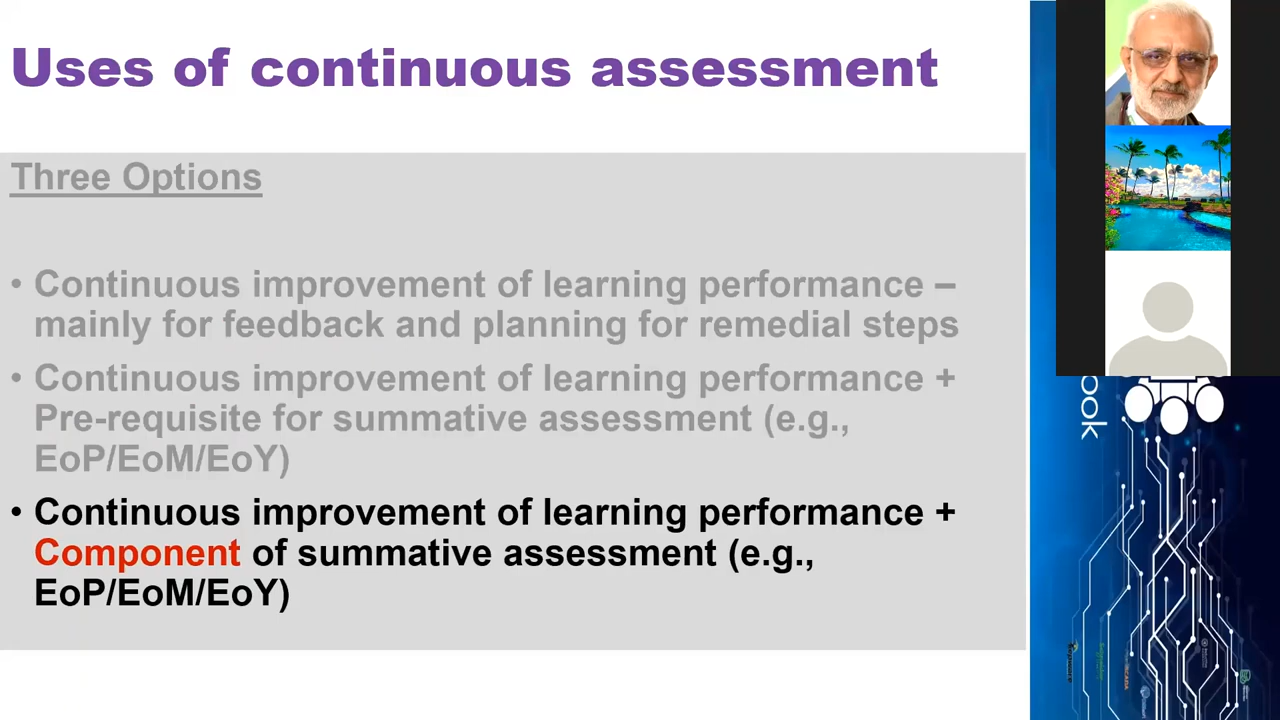 Uses of continuous assessment
Three Options
• Continuous improvement of learning performance –
mainly for feedback and planning for remedial steps
• Continuous improvement of learning performance +
Pre-requisite for summative assessment (e.g.,
EoP/EoM/EoY)
• Continuous improvement of learning performance +
Component of summative assessment (e.g.,
EoP/EoM/EoY)
ook